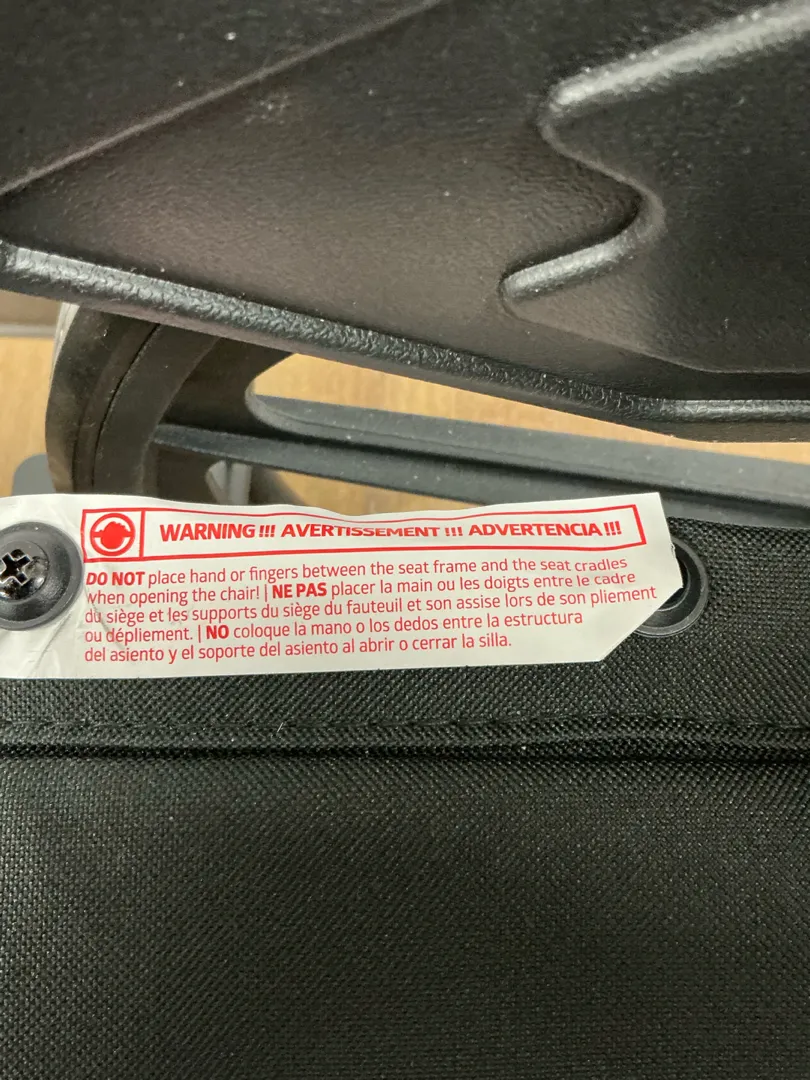 WARNING !!! AVERTISSEMENT !!! ADVERTENCIA !!!
DO NOT place hand or fingers between the seat frame and the seat cradles
when opening the chair! | NE PAS placer la main ou les doigts entre le cadre
du siège et les supports du siège du fauteuil et son assise lors de son pliement
ou dépliement. | NO coloque la mano o los dedos entre la estructura
del asiento y el soporte del asiento al abrir o cerrar la silla.